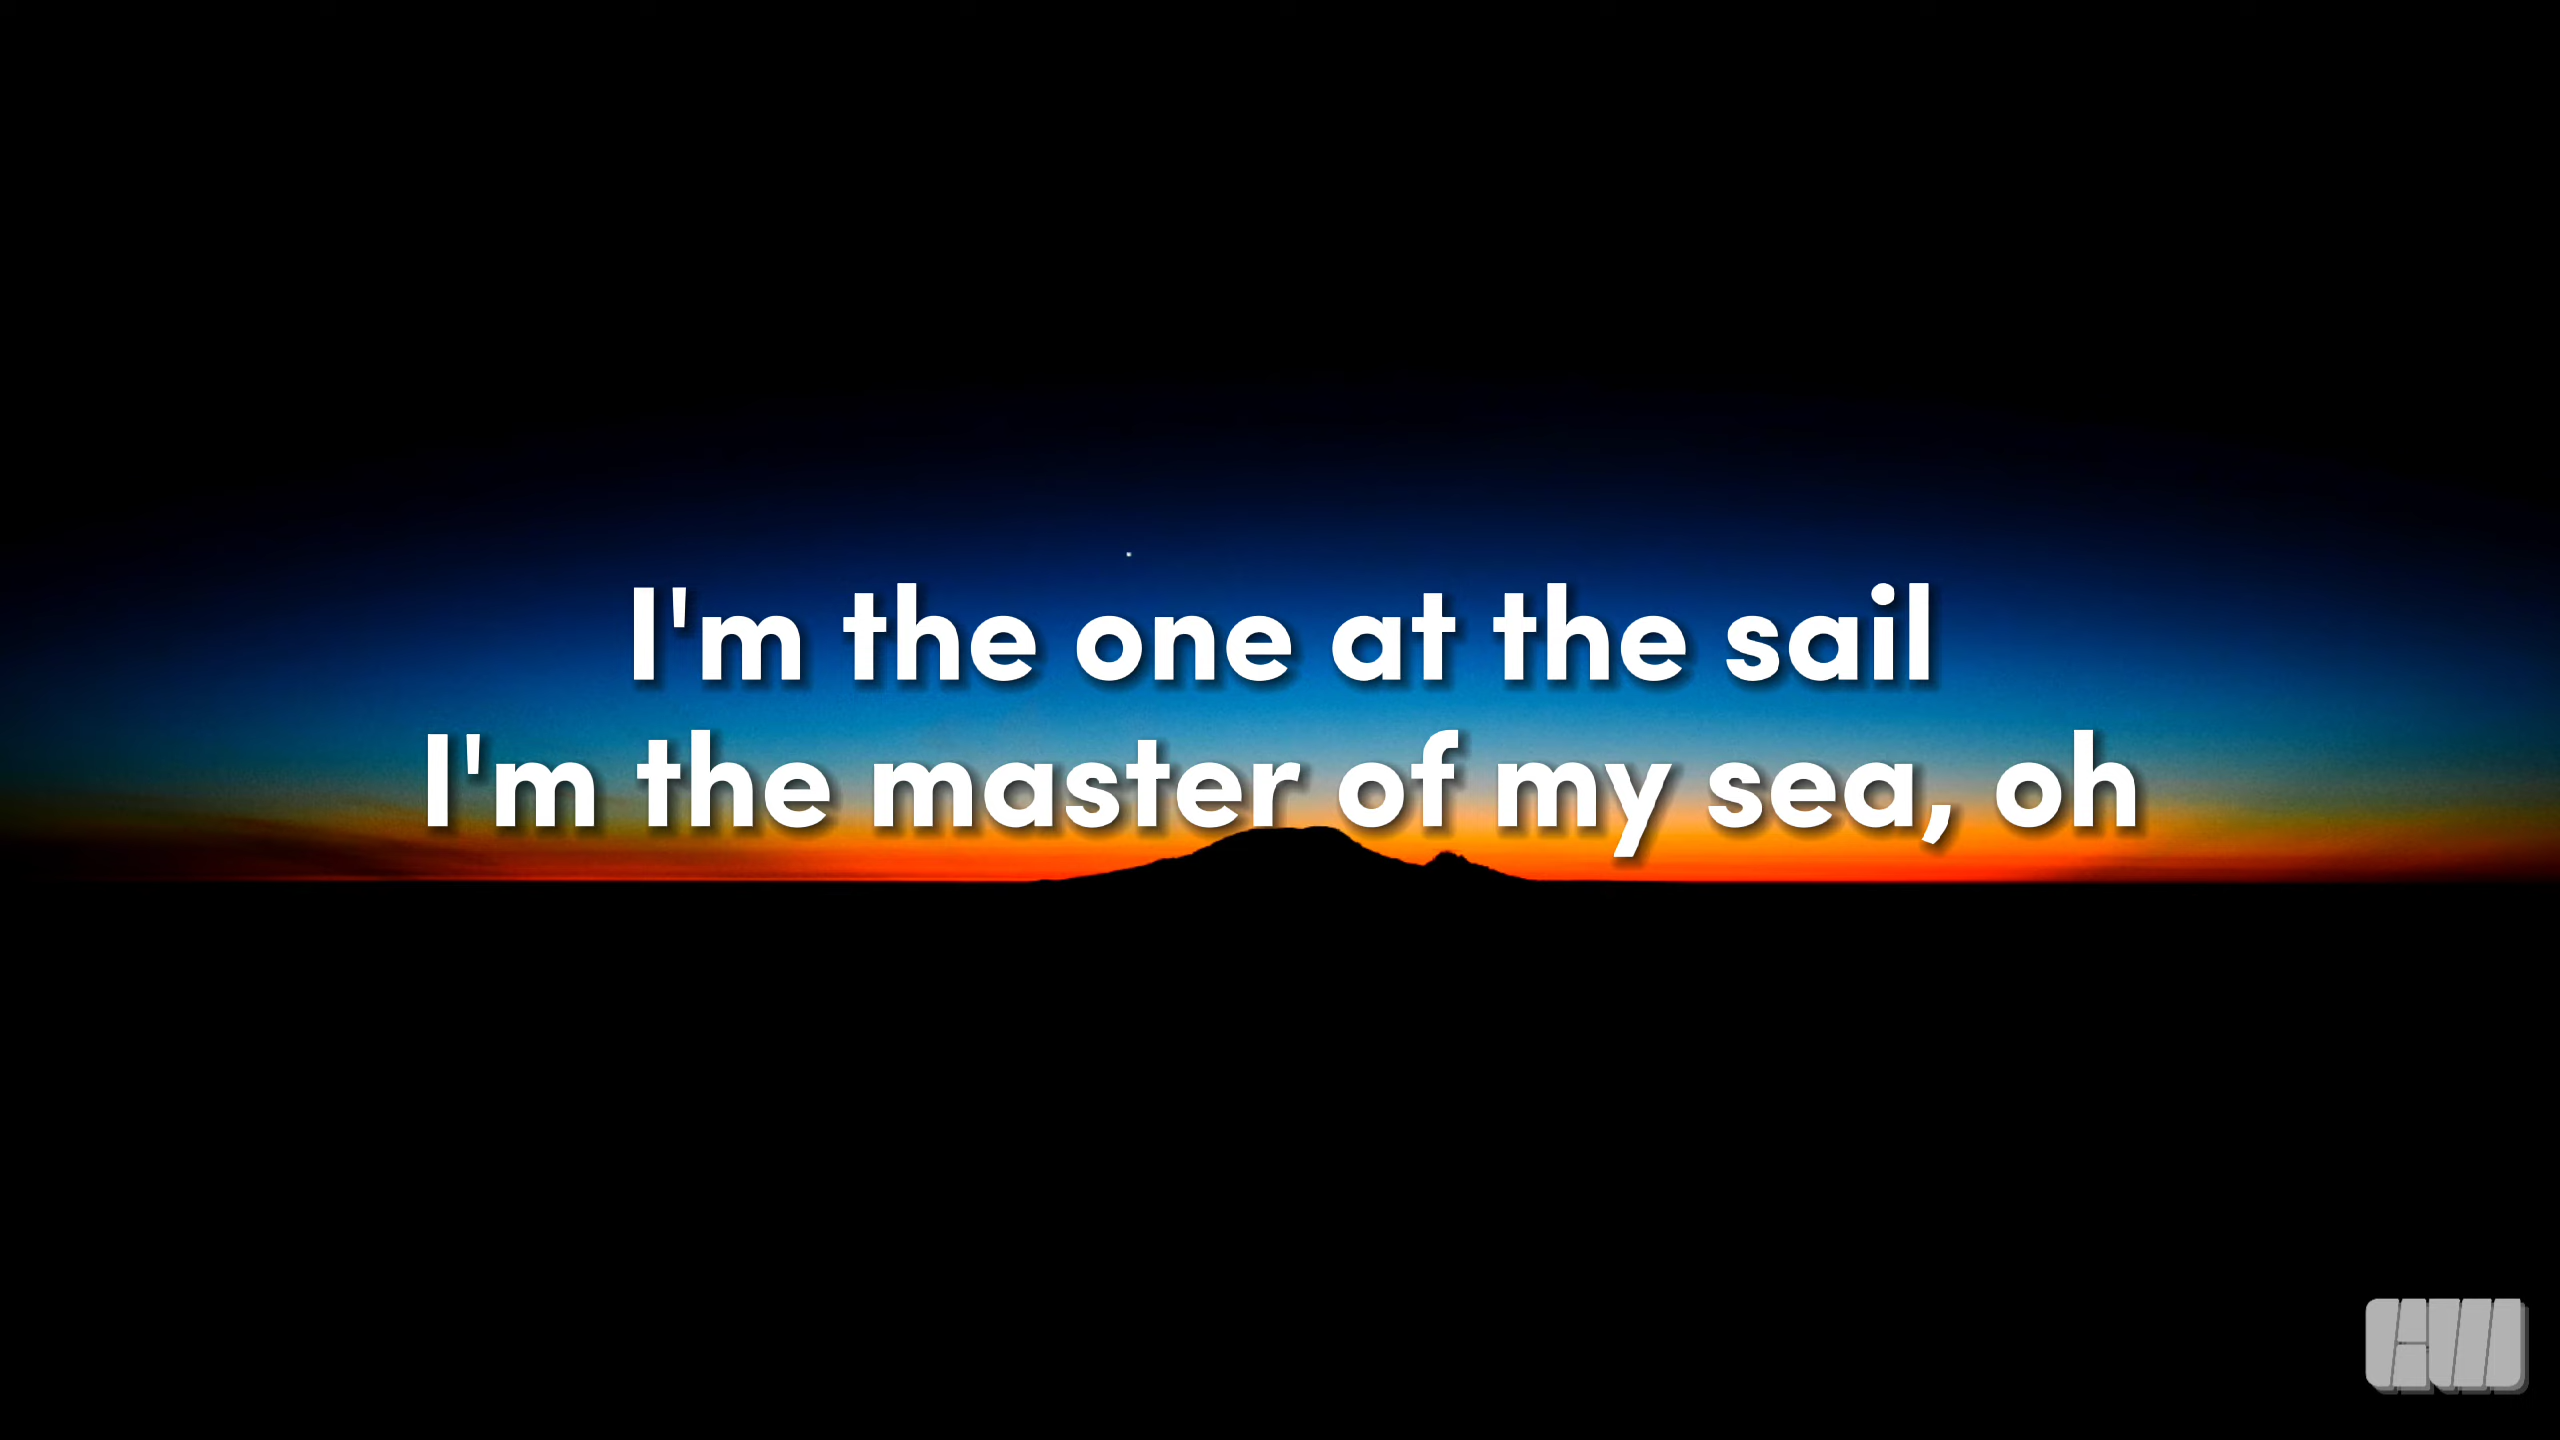 I'm the one at the sail
I'm the master of my sea, oh